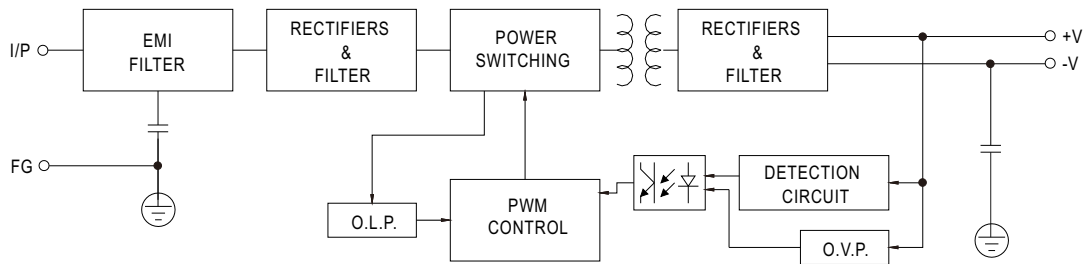 I/P
EMI
FILTER
RECTIFIERS
&
FILTER
POWER
SWITCHING
RECTIFIERS
&
FILTER
+V
-V
FG
O.L.P.
PWM
CONTROL
DETECTION
CIRCUIT
O.V.P.